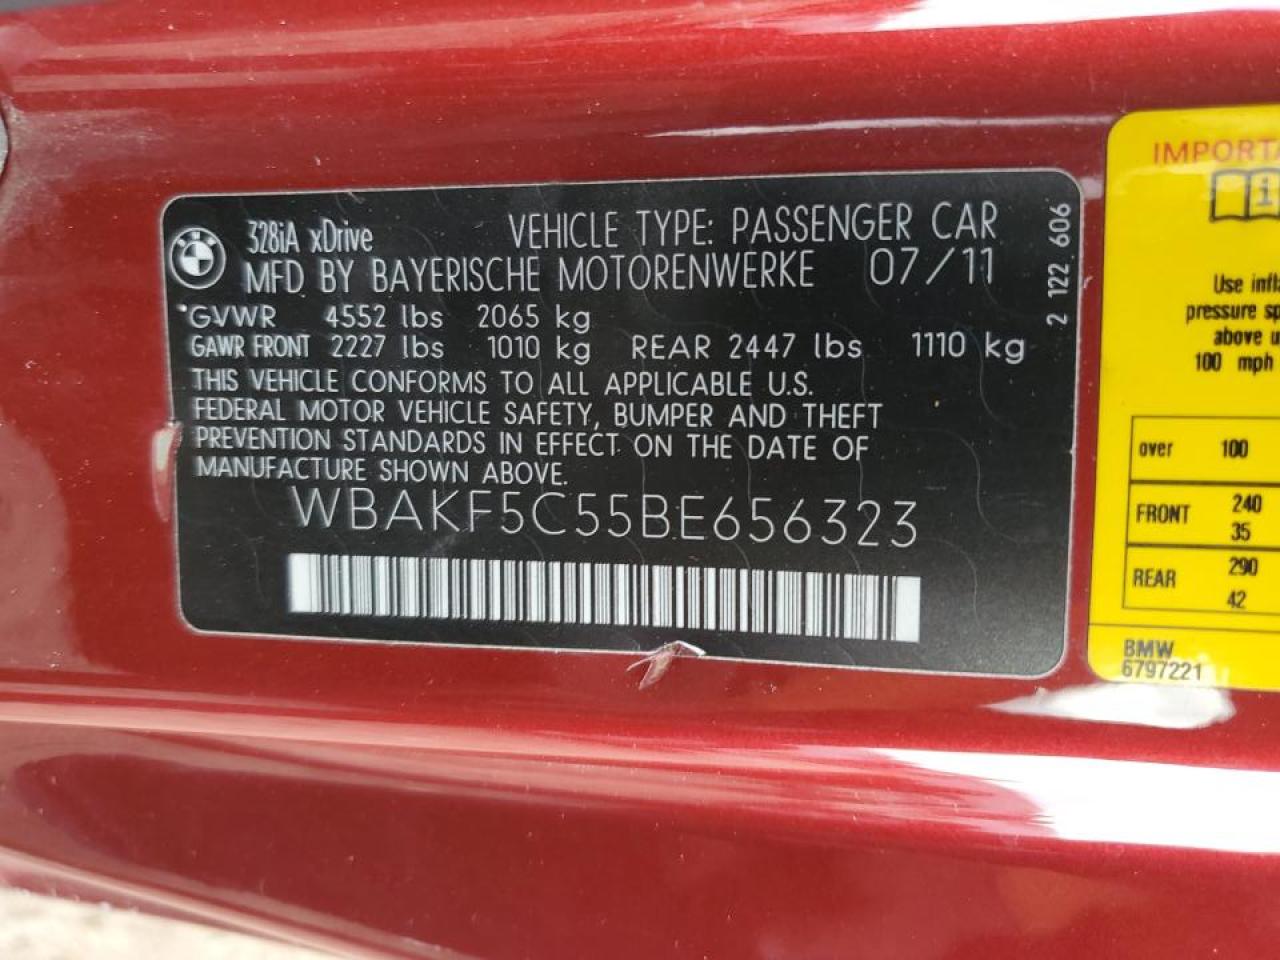 328iA xDrive VEHICLE TYPE: PASSENGER CAR
MFD BY BAYERISCHE MOTORENWERKE 07/11
*GVWR 4552 lbs 2065 kg
GAWR FRONT 2227 lbs 1010 kg REAR 2447 lbs 1110 kg
THIS VEHICLE CONFORMS TO ALL APPLICABLE U.S.
FEDERAL MOTOR VEHICLE SAFETY, BUMPER AND THEFT
PREVENTION STANDARDS IN EFFECT ON THE DATE OF
MANUFACTURE SHOWN ABOVE.
WBAKF5C55BE656323
2 122 606
IMPORTA
Use infl
pressure sp
above u
100 mph
over 100
FRONT 240
35
REAR 290
42
BMW
6797221